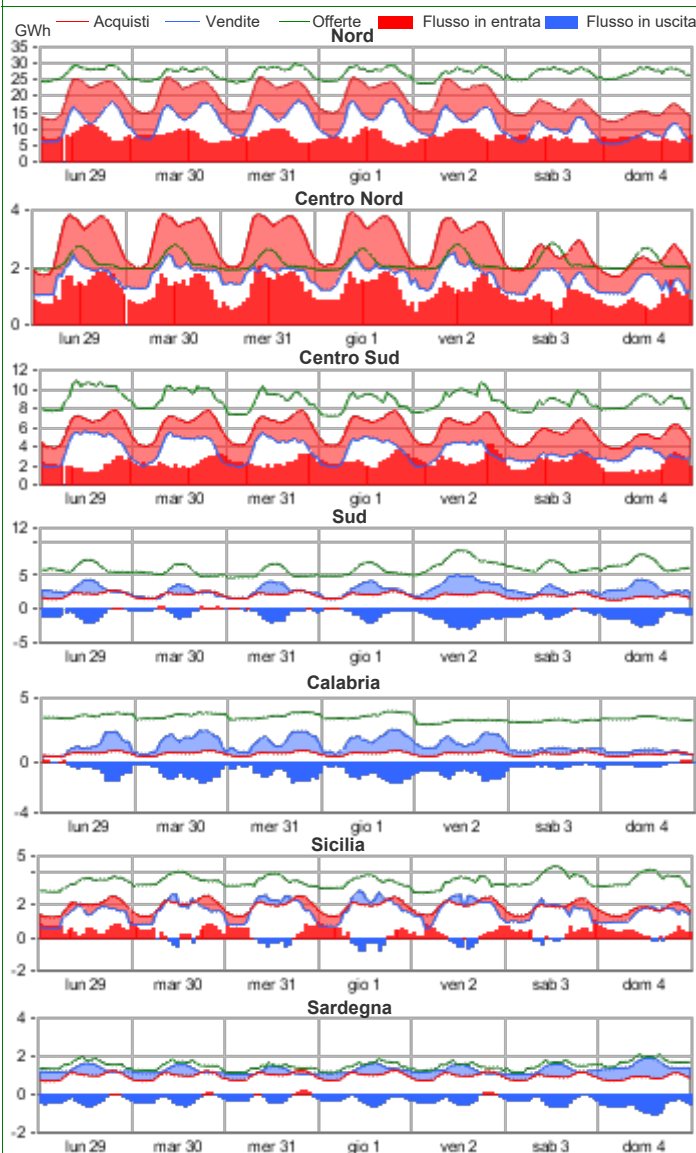 GWh Acquisti Vendite Offerte Flusso in entrata Flusso in uscita
Nord
35
30
25
20
15
10
5
0
lun 29 mar 30 mer 31 gio 1 ven 2 sab 3 dom 4
Centro Nord
4
2
0
lun 29 mar 30 mer 31 gio 1 ven 2 sab 3 dom 4
Centro Sud
12
10
8
6
4
2
0
lun 29 mar 30 mer 31 gio 1 ven 2 sab 3 dom 4
Sud
12
5
0
-5
lun 29 mar 30 mer 31 gio 1 ven 2 sab 3 dom 4
Calabria
5
0
-4
lun 29 mar 30 mer 31 gio 1 ven 2 sab 3 dom 4
Sicilia
5
2
0
-2
lun 29 mar 30 mer 31 gio 1 ven 2 sab 3 dom 4
Sardegna
4
2
0
-2
lun 29 mar 30 mer 31 gio 1 ven 2 sab 3 dom 4